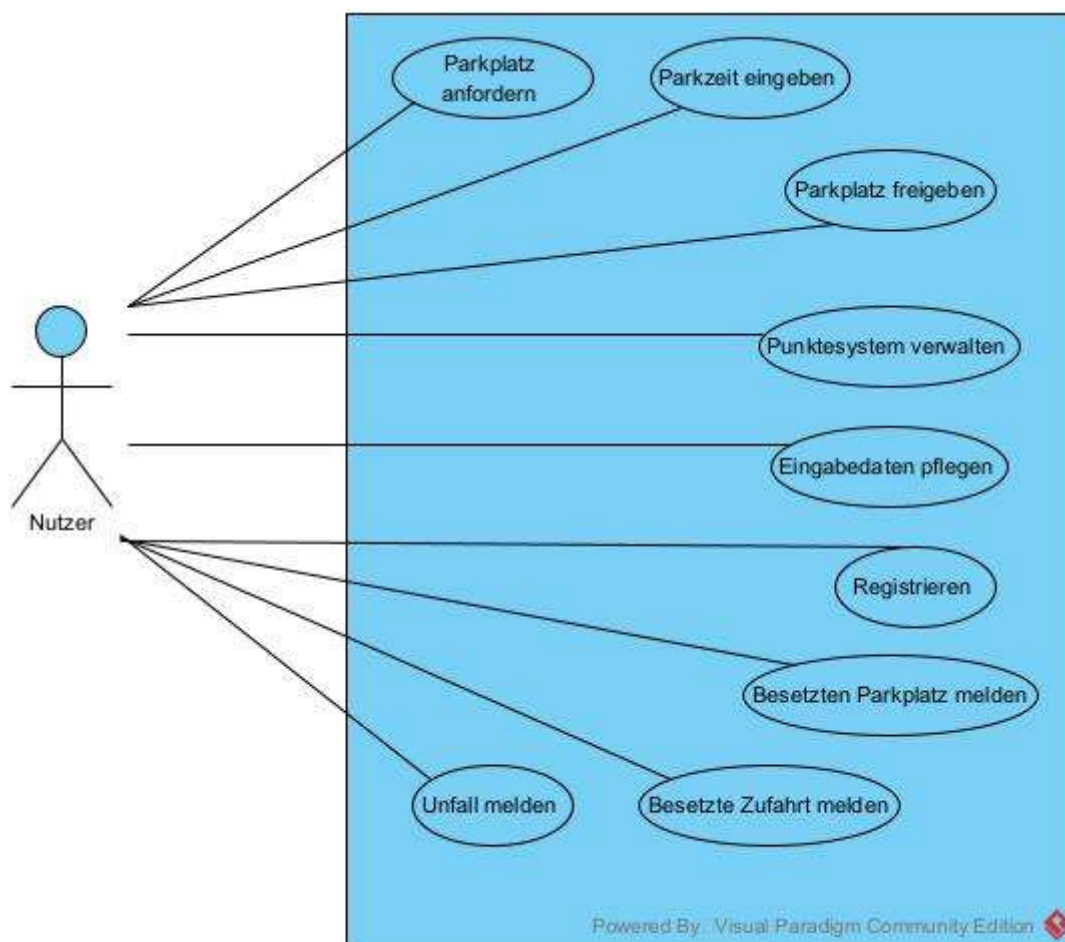 Parkplatz
anfordern
Parkzeit eingeben
Parkplatz freigeben
Punktesystem verwalten
Eingabedaten pflegen
Nutzer
Registrieren
Besetzten Parkplatz melden
Unfall melden
Besetzte Zufahrt melden
Powered By: Visual Paradigm Community Edition